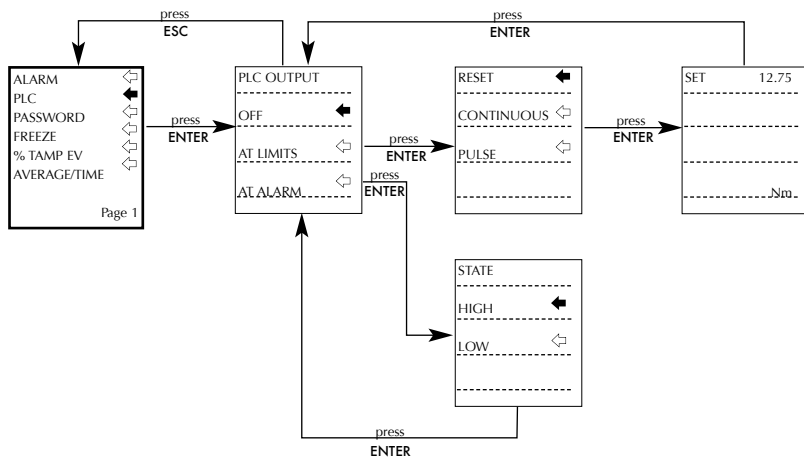 press
ESC
press
ENTER
ALARM
PLC
PASSWORD
FREEZE
% TAMP EV
AVERAGE/TIME
Page 1
press
ENTER
PLC OUTPUT
OFF
AT LIMITS
AT ALARM
press
ENTER
press
ENTER
RESET
CONTINUOUS
PULSE
press
ENTER
SET 12.75
Nm
STATE
HIGH
LOW
press
ENTER